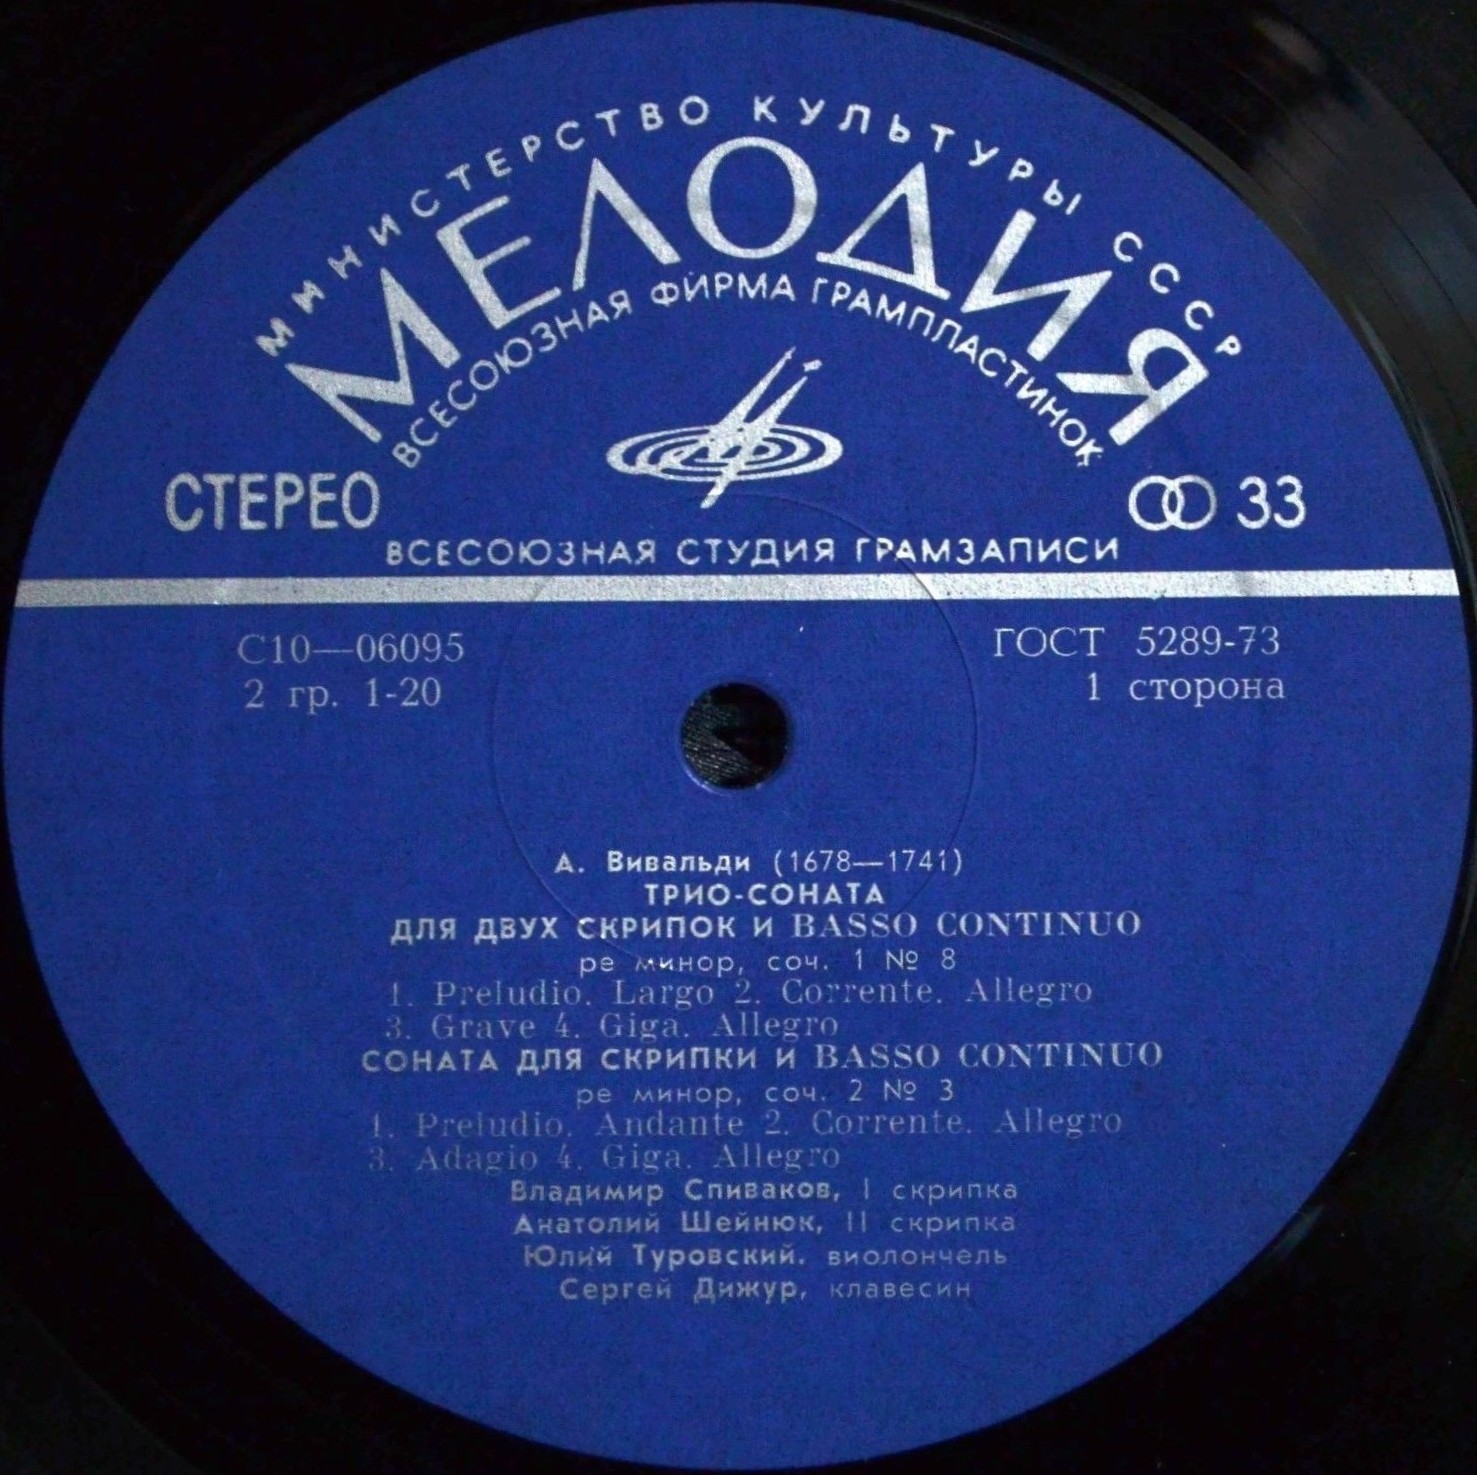 МИНИСТЕРСТВО КУЛЬТУРЫ СССР
МЕЛОДИЯ
ВСЕСОЮЗНАЯ ФИРМА ГРАМПЛАСТИНОК
СТЕРЕО
33
ВСЕСОЮЗНАЯ СТУДИЯ ГРАМЗАПИСИ
С10—06095
ГОСТ 5289-73
2 гр. 1-20
1 сторона
А. Вивальди (1678—1741)
ТРИО-СОНАТА
ДЛЯ ДВУХ СКРИПОК И BASSO CONTINUO
ре минор, соч. 1 № 8
1. Preludio. Largo 2. Corrente. Allegro
3. Grave 4. Giga. Allegro
СОНАТА ДЛЯ СКРИПКИ И BASSO CONTINUO
ре минор, соч. 2 № 3
1. Preludio. Andante 2. Corrente. Allegro
3. Adagio 4. Giga. Allegro
Владимир Спиваков, I скрипка
Анатолий Шейнюк, II скрипка
Юлий Туровский, виолончель
Сергей Дижур, клавесин